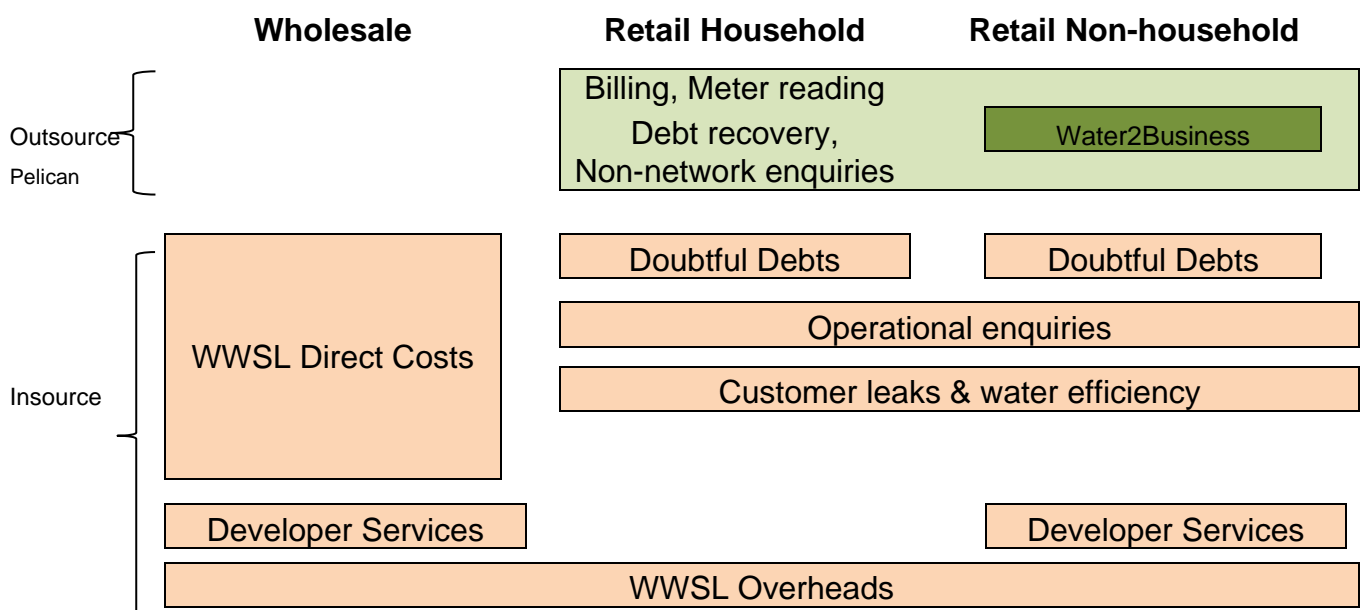 Wholesale
Retail Household
Retail Non-household
Outsource
Pelican
Billing, Meter reading
Debt recovery,
Non-network enquiries
Water2Business
Insource
WWSL Direct Costs
Doubtful Debts
Doubtful Debts
Operational enquiries
Customer leaks & water efficiency
Developer Services
Developer Services
WWSL Overheads